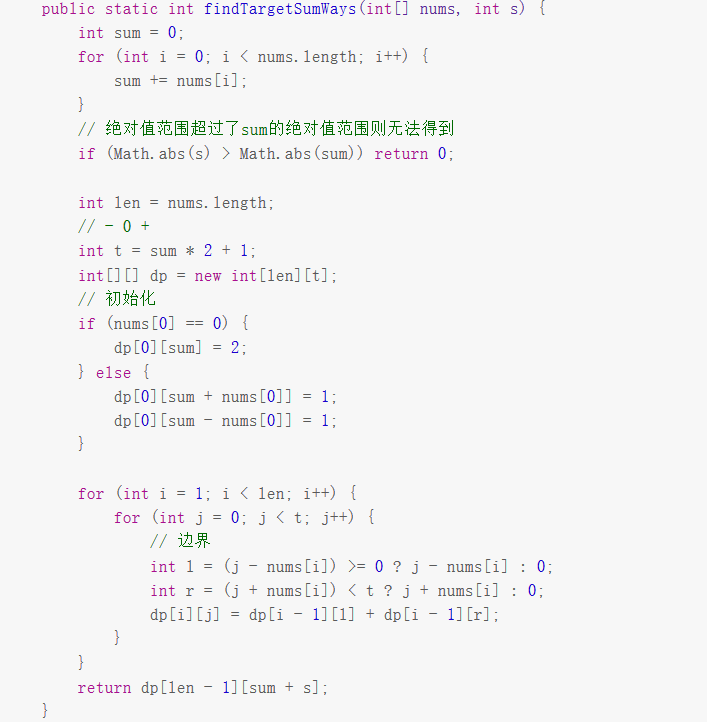 public static int findTargetSumWays(int[] nums, int s) {
    int sum = 0;
    for (int i = 0; i < nums.length; i++) {
        sum += nums[i];
    }
    // 绝对值范围超过了sum的绝对值范围则无法得到
    if (Math.abs(s) > Math.abs(sum)) return 0;

    int len = nums.length;
    // - 0 +
    int t = sum * 2 + 1;
    int[][] dp = new int[len][t];
    // 初始化
    if (nums[0] == 0) {
        dp[0][sum] = 2;
    } else {
        dp[0][sum + nums[0]] = 1;
        dp[0][sum - nums[0]] = 1;
    }

    for (int i = 1; i < len; i++) {
        for (int j = 0; j < t; j++) {
            // 边界
            int l = (j - nums[i]) >= 0 ? j - nums[i] : 0;
            int r = (j + nums[i]) < t ? j + nums[i] : 0;
            dp[i][j] = dp[i - 1][l] + dp[i - 1][r];
        }
    }
    return dp[len - 1][sum + s];
}